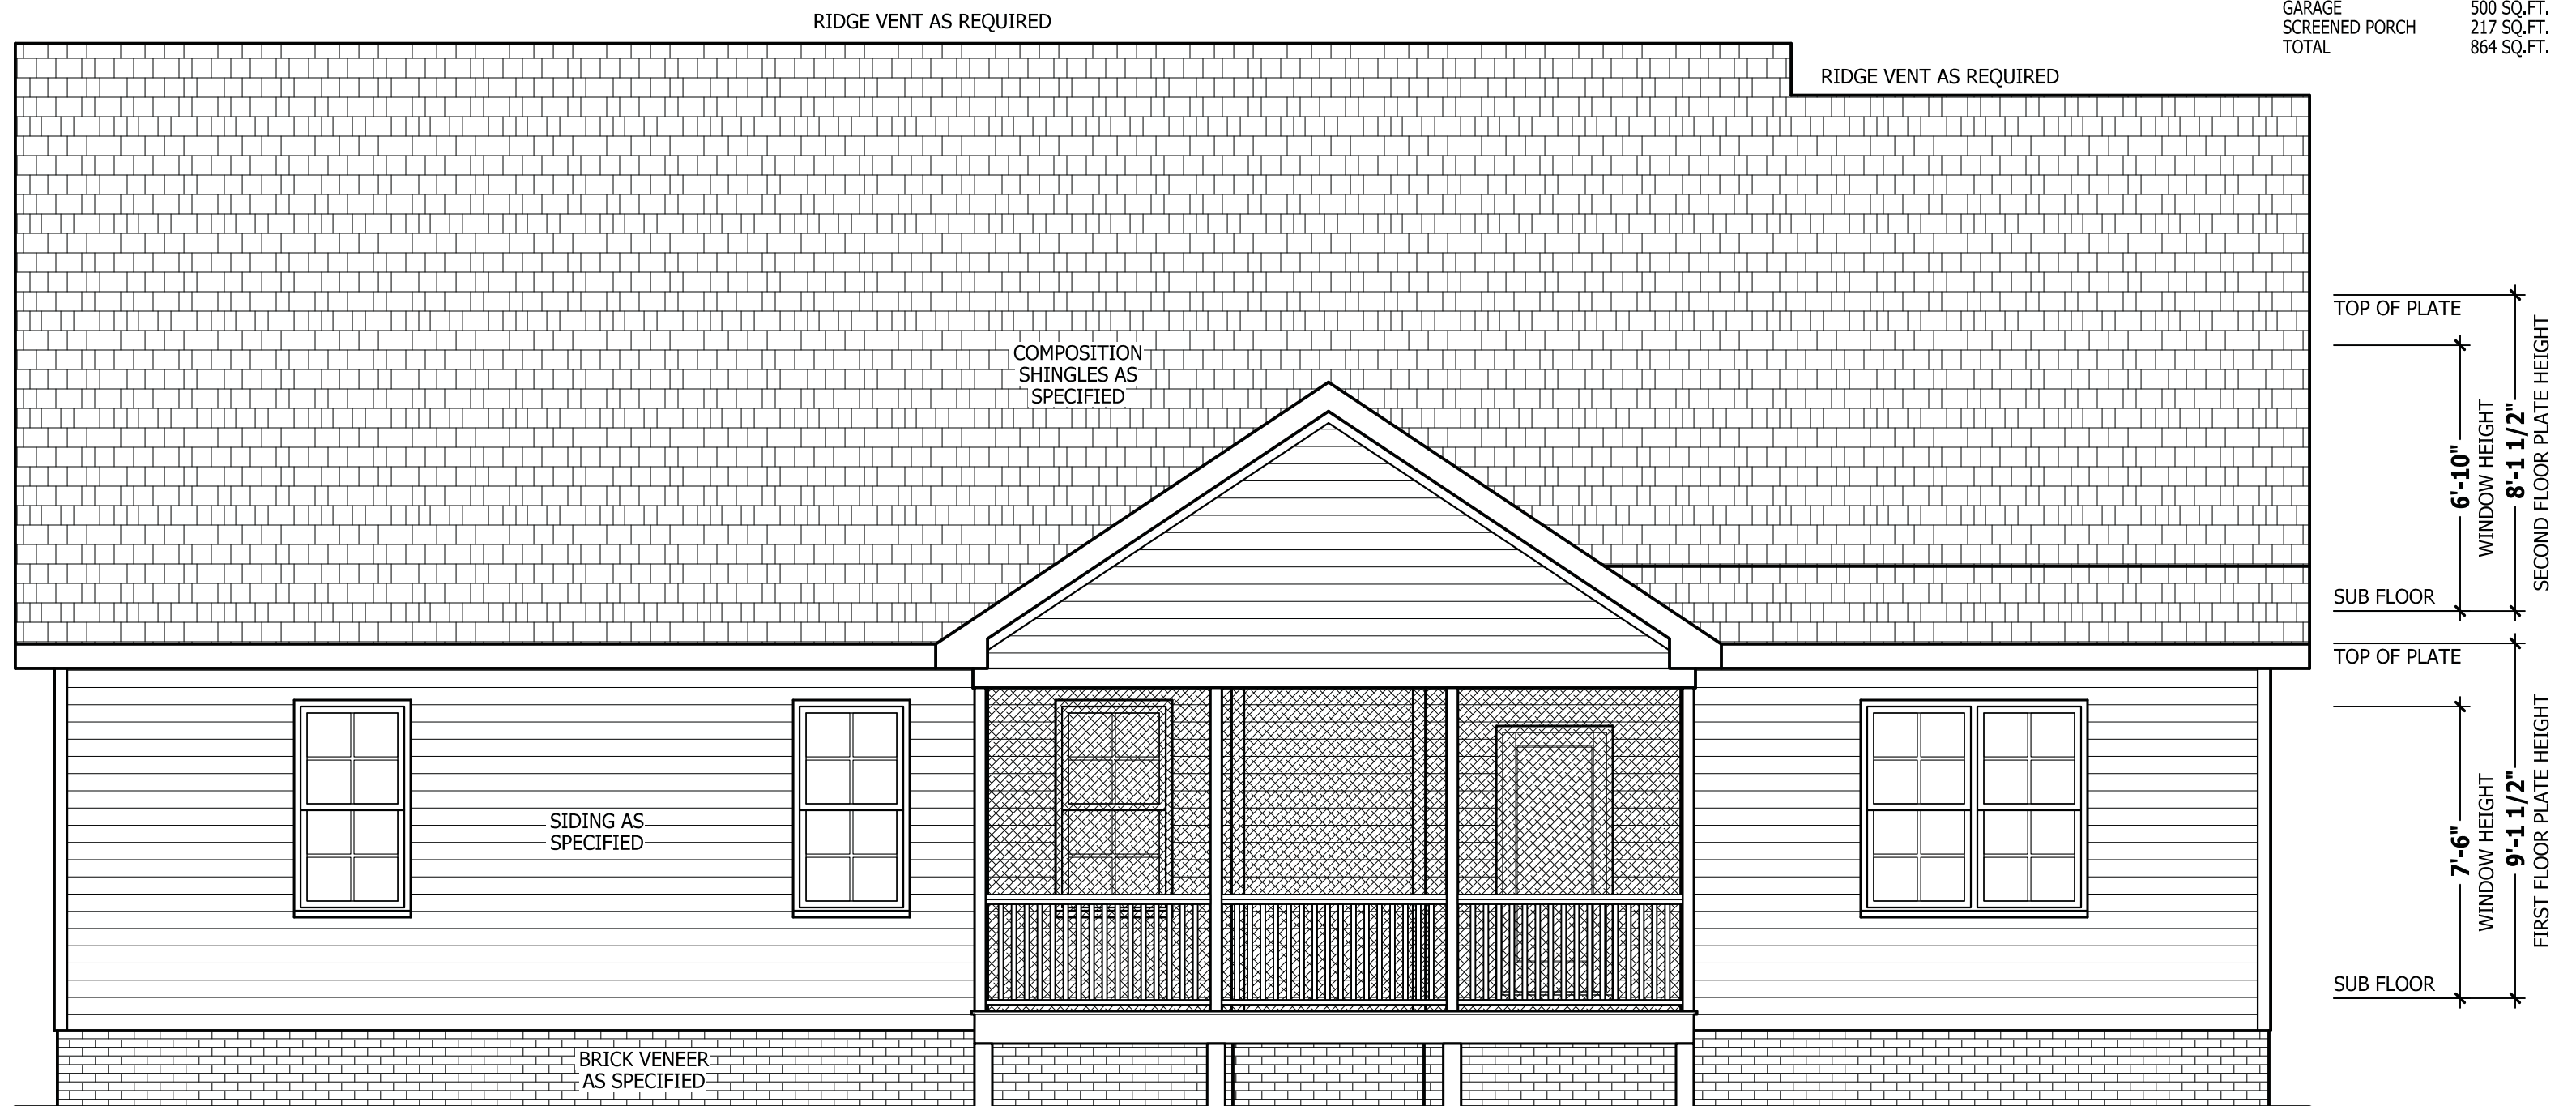 RIDGE VENT AS REQUIRED
GARAGE 500 SQ.FT.
SCREENED PORCH 217 SQ.FT.
TOTAL 864 SQ.FT.
RIDGE VENT AS REQUIRED
COMPOSITION
SHINGLES AS
SPECIFIED
TOP OF PLATE
6'-10"
WINDOW HEIGHT
8'-1 1/2"
SECOND FLOOR PLATE HEIGHT
SUB FLOOR
TOP OF PLATE
SIDING AS
SPECIFIED
7'-6"
WINDOW HEIGHT
9'-1 1/2"
FIRST FLOOR PLATE HEIGHT
SUB FLOOR
BRICK VENEER
AS SPECIFIED